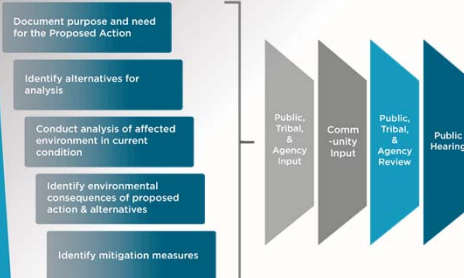 Document purpose and need
for the Proposed Action
Identify alternatives for
analysis
Conduct analysis of affected
environment in current
condition
Identify environmental
consequences of proposed
action & alternatives
Identify mitigation measures
Public,
Tribal,
&
Agency
Input
Comm
-unity
Input
Public,
Tribal,
&
Agency
Review
Public
Hearing